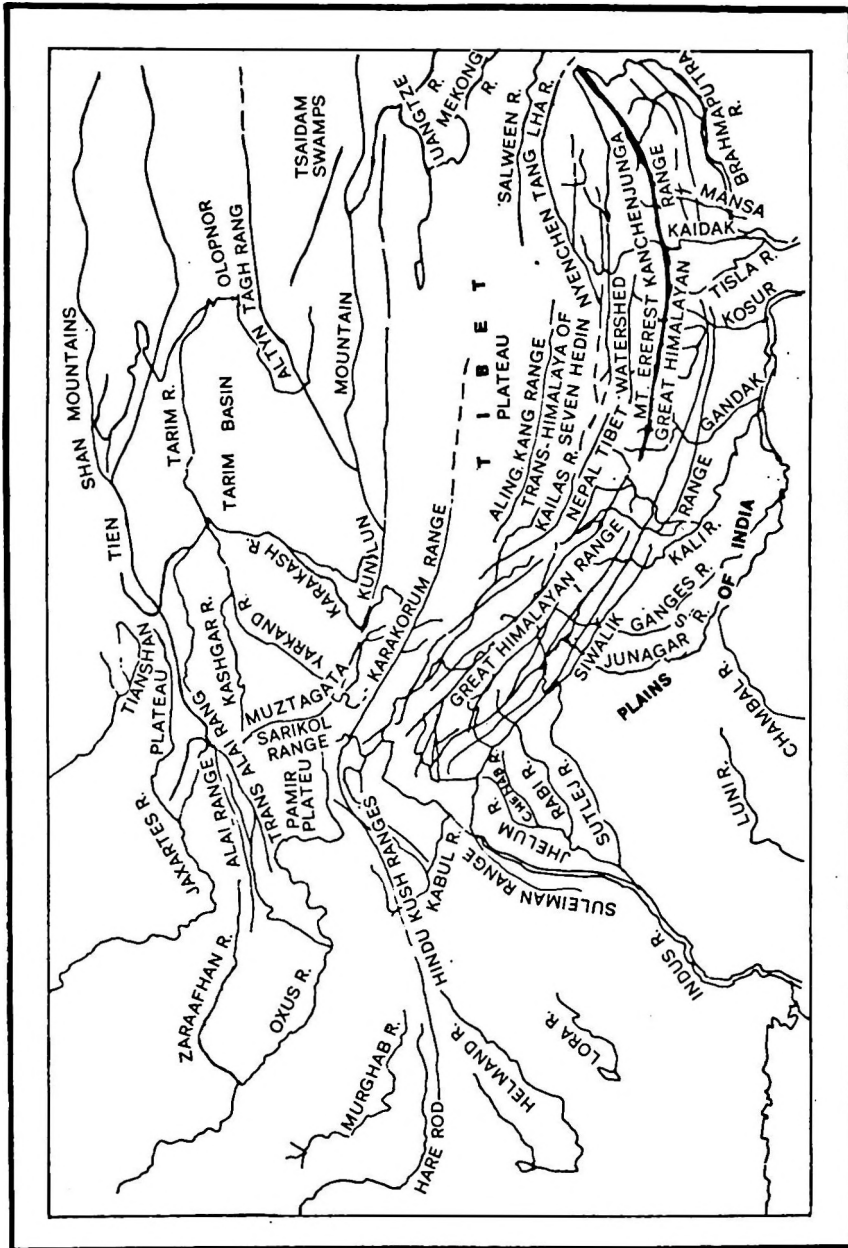 SHAN MOUNTAINS
TIEN
TIANSHAN
PLATEAU
JAXARTES R.
ALAI RANGE
TRANS ALAI RANG
KASHGAR R.
ZARAAFHAN R.
OXUS R.
TARIM R.
TARIM BASIN
OLOPNOR
ALTYN TAGH RANG
TSAIDAM
SWAMPS
KARAKASH R.
YARKAND R.
MUZTAGATA
SARIKOL
RANGE
PAMIR
PLATEU
KUNILUN
MOUNTAIN
KARAKORUM RANGE
UANGTZE
R.
MEKONG
R.
SALWEEN R.
NYENCHEN TANG LHA R.
TIBET
PLATEAU
ALING KANG RANGE
TRANS-HIMALAYA OF
KAILAS R. SEVEN HEDIN
NEPAL TIBET WATERSHED
MT. EREREST KANCHENJUNGA
GREAT HIMALAYAN RANGE
GREAT HIMALAYAN RANGE
BRAHMAPUTRA
R.
MANSA
KAIDAK
TISLA R.
KOSUR
GANDAK
KALI R.
SIWALIK RANGE
GANGES R.
JUNAGAR R.
S.
PLAINS OF INDIA
CHAMBAL R.
LUNI R.
HINDU KUSH RANGES
KABUL R.
JHELUM R.
CHEHAB R.
RABI R.
SUTLEJ R.
SULEIMAN RANGE
INDUS R.
MURGHAB R.
HARE ROD
HELMAND R.
LORA R.